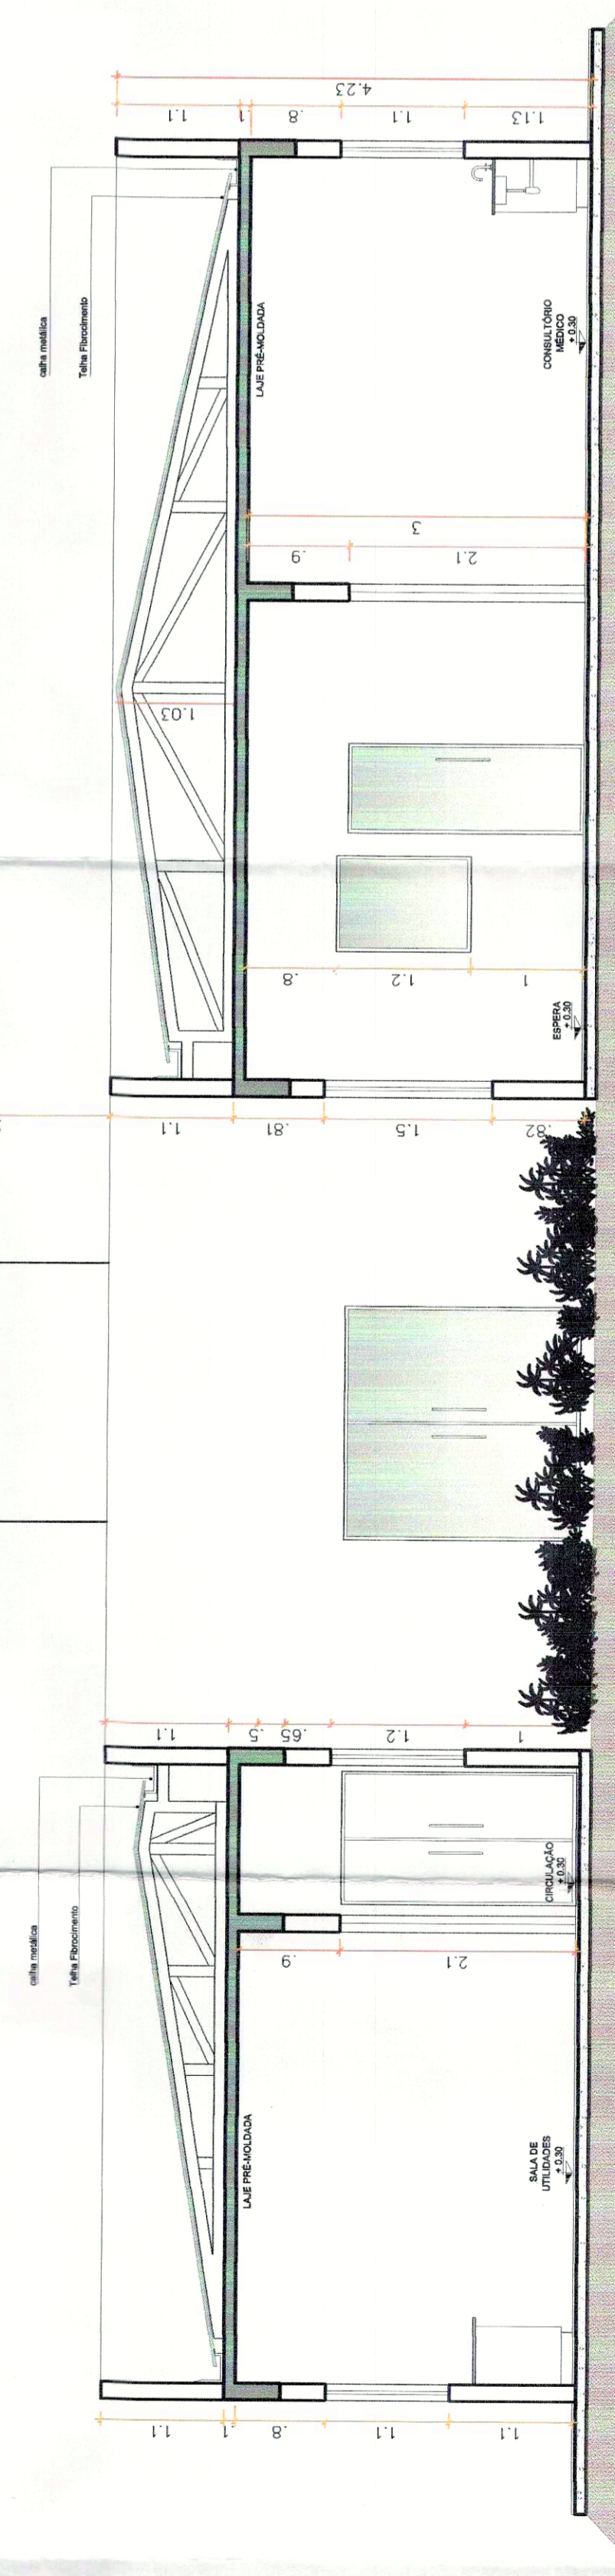 4.23
1.1
.1
.8
1.1
1.13
calha metálica
Telha Fibrocimento
LAJE PRÉ-MOLDADA
CONSULTÓRIO
MÉDICO
+ 0.30
3
.9
2.1
1.03
.8
1.2
1
ESPERA
+ 0.30
1.1
.81
1.5
.82
1.1
.5
.65
1.2
1
calha metálica
Telha Fibrocimento
CIRCULAÇÃO
+ 0.30
.9
2.1
LAJE PRÉ-MOLDADA
SALA DE
UTILIDADES
+ 0.30
1.1
.1
.8
1.1
1.1